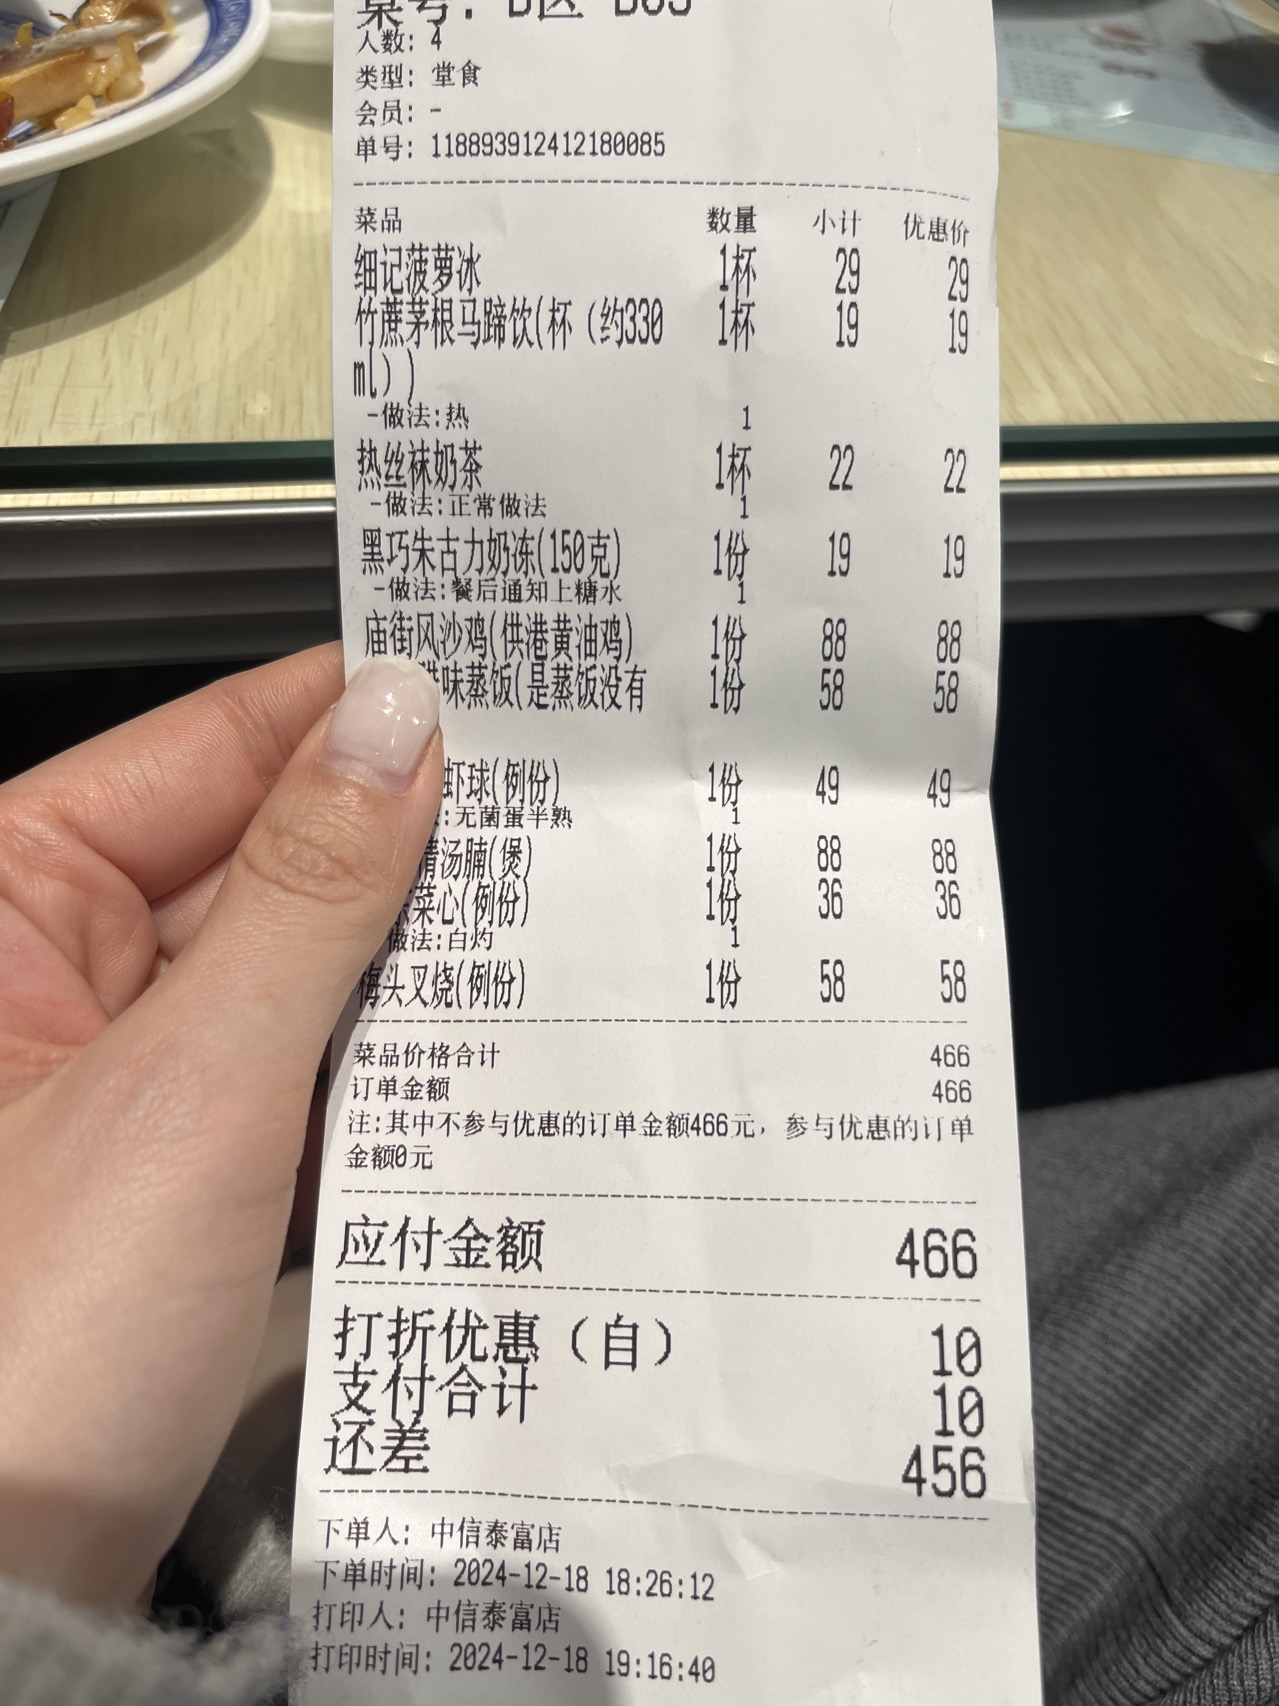 人数: 4
类型: 堂食
会员: -
单号: 118893912412180085
菜品 数量 小计 优惠价
细记菠萝冰 1杯 29 29
竹蔗茅根马蹄饮(杯（约330 1杯 19 19
ml）)
-做法:热 1
热丝袜奶茶 1杯 22 22
-做法:正常做法 1
黑巧朱古力奶冻(150克) 1份 19 19
-做法:餐后通知上糖水 1
庙街风沙鸡(供港黄油鸡) 1份 88 88
味蒸饭(是蒸饭没有 1份 58 58
虾球(例份) 1份 49 49
:无菌蛋半熟 1
清汤腩(煲) 1份 88 88
菜心(例份) 1份 36 36
做法:白灼 1
梅头叉烧(例份) 1份 58 58
菜品价格合计 466
订单金额 466
注:其中不参与优惠的订单金额466元，参与优惠的订单
金额0元
应付金额 466
打折优惠（自） 10
支付合计 10
还差 456
下单人: 中信泰富店
下单时间: 2024-12-18 18:26:12
打印人: 中信泰富店
打印时间: 2024-12-18 19:16:40